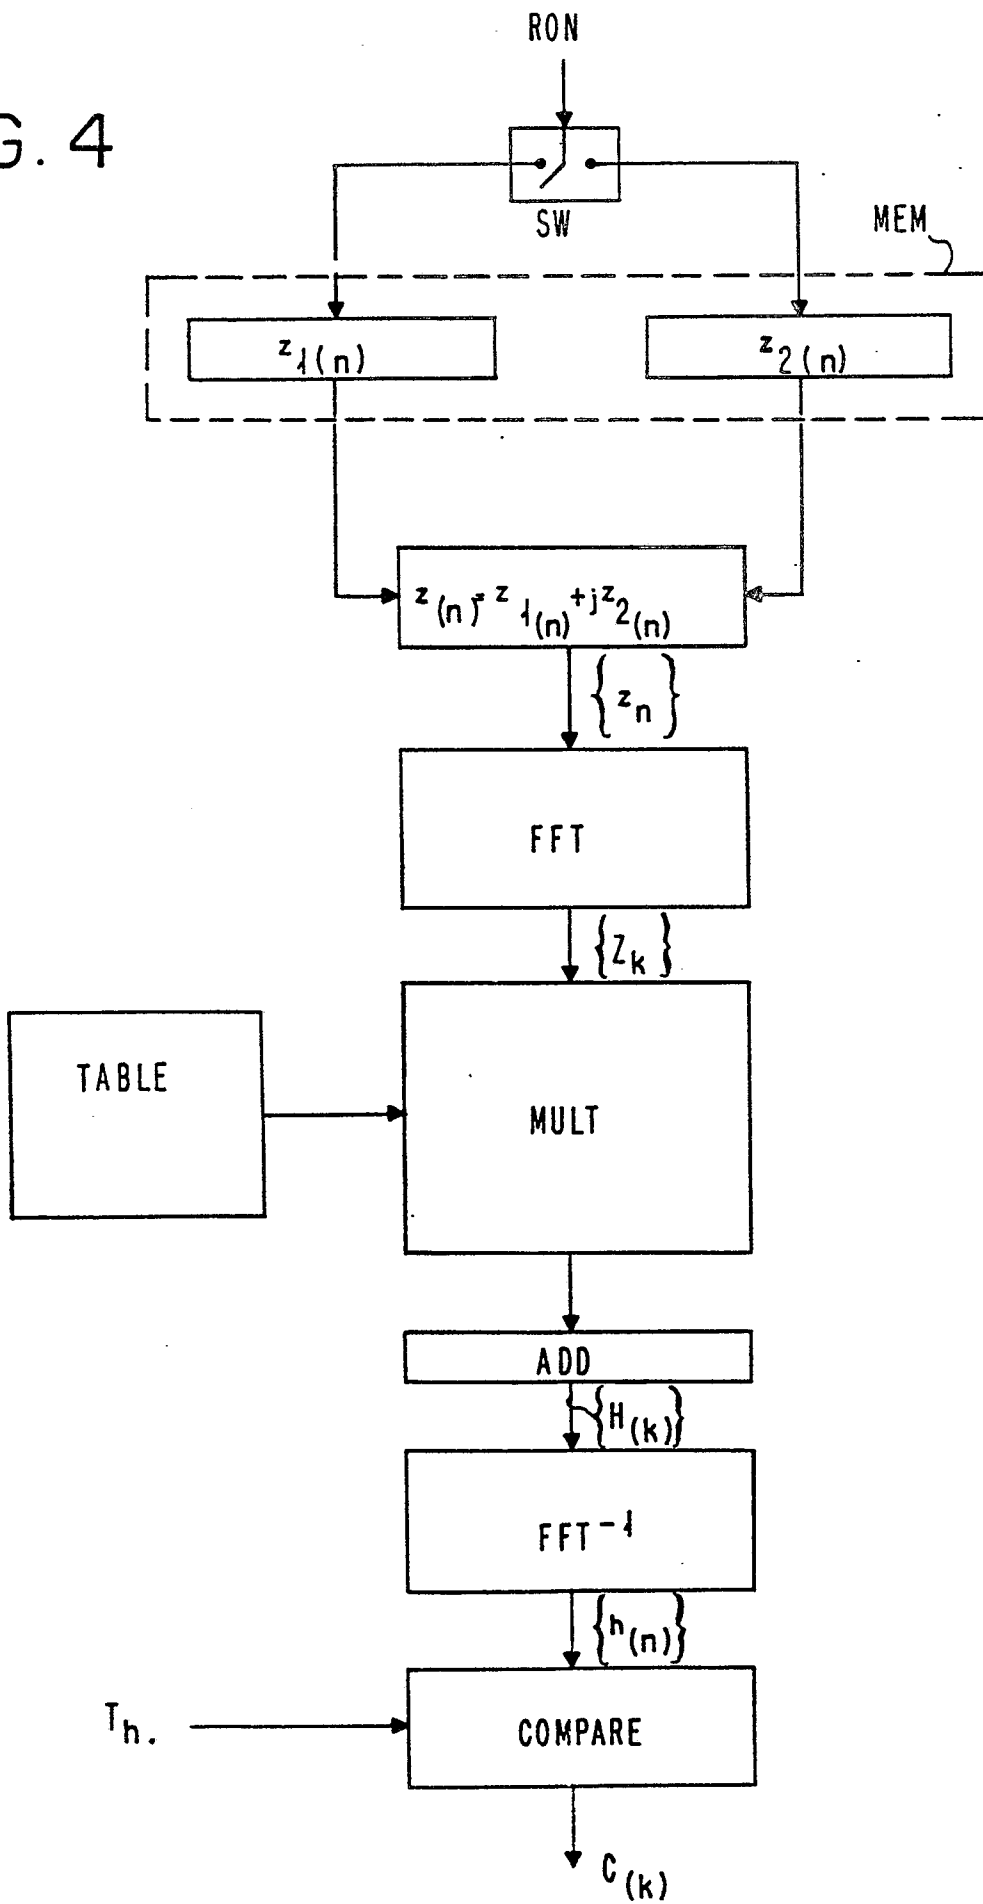 RON
G. 4
SW
MEM
z1(n)
z2(n)
z(n)=z1(n)+jz2(n)
{zn}
FFT
{Zk}
TABLE
MULT
ADD
{H(k)}
FFT-1
{h(n)}
Th.
COMPARE
C(k)